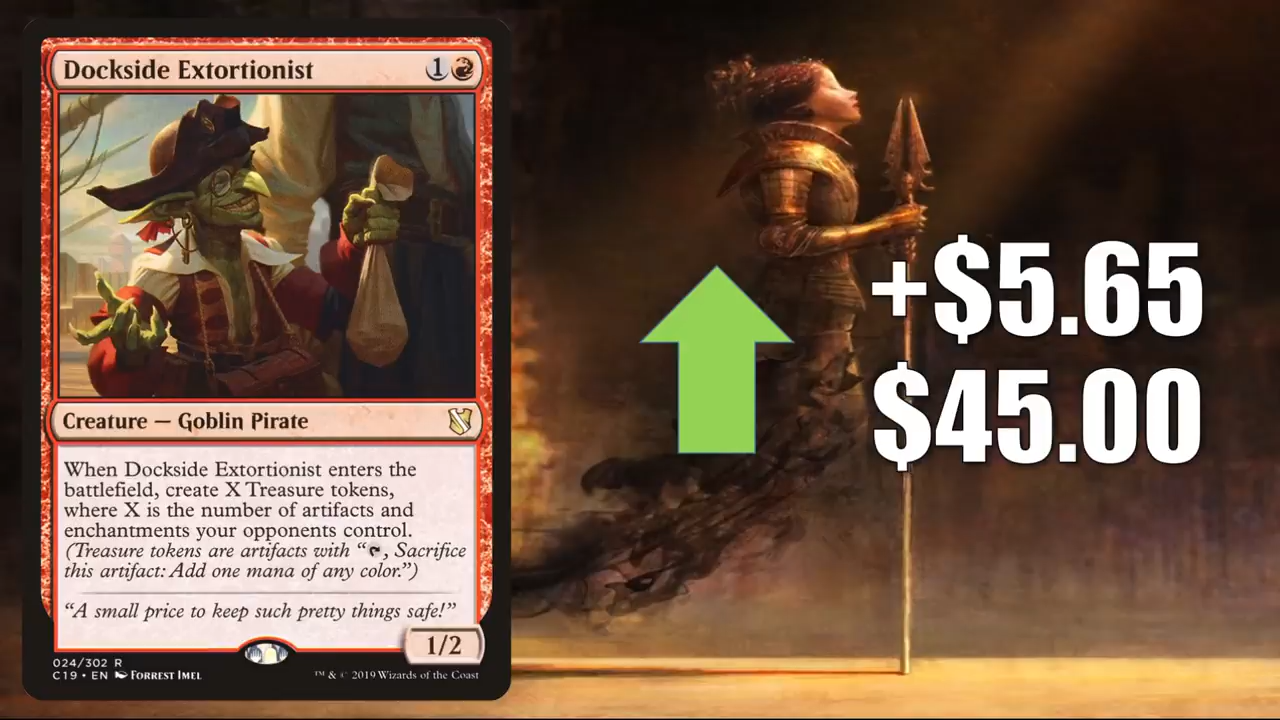 Dockside Extortionist 1
Creature — Goblin Pirate
When Dockside Extortionist enters the
battlefield, create X Treasure tokens,
where X is the number of artifacts and
enchantments your opponents control.
(Treasure tokens are artifacts with “, Sacrifice
this artifact: Add one mana of any color.”)
“A small price to keep such pretty things safe!”
1/2
024/302 R
C19 • EN Forrest Imel
™ & © 2019 Wizards of the Coast
+$5.65
$45.00